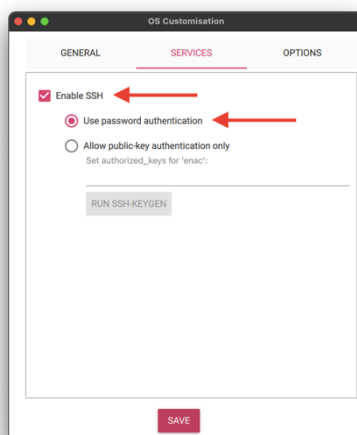 OS Customisation
GENERAL SERVICES OPTIONS
Enable SSH
Use password authentication
Allow public-key authentication only
Set authorized_keys for 'enac':
RUN SSH-KEYGEN
SAVE